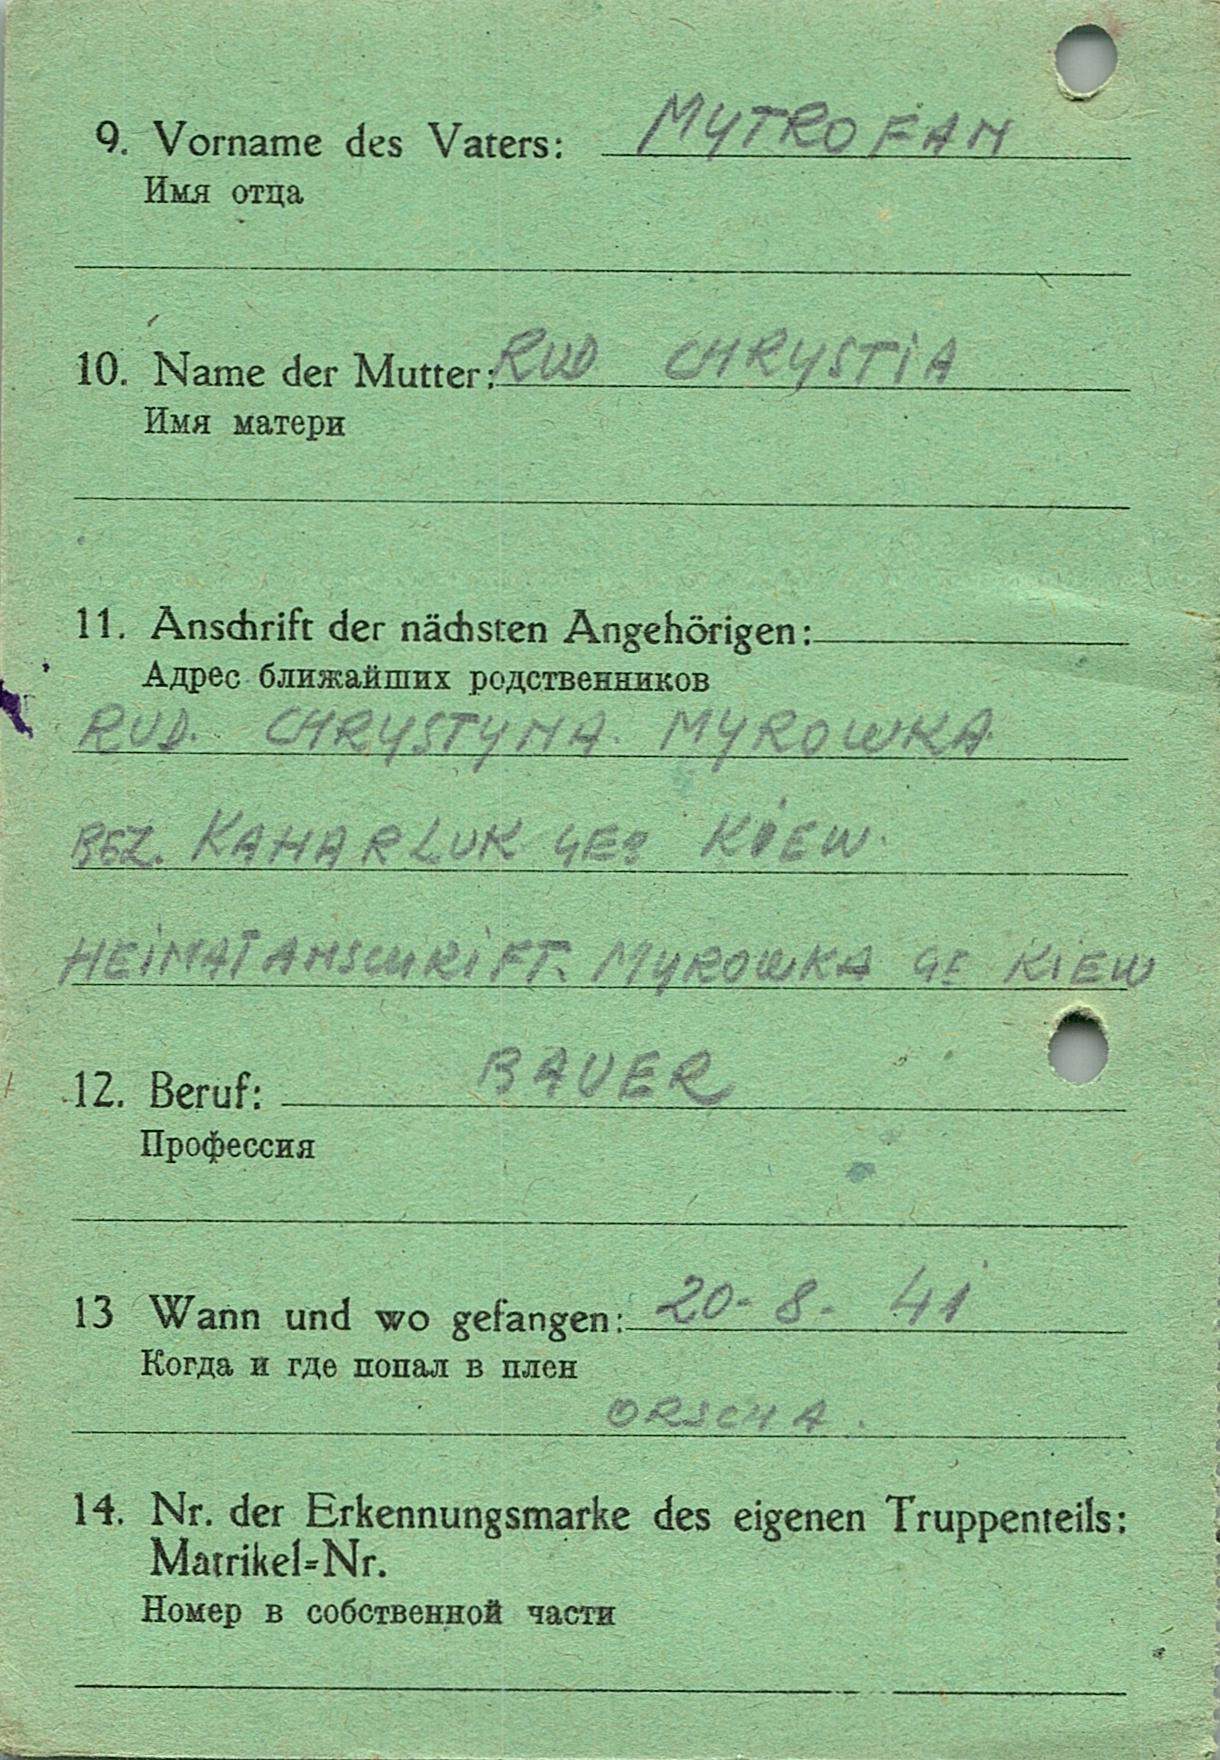 9. Vorname des Vaters: MYTROFAN
Имя отца
10. Name der Mutter: RUD CHRYSTIA
Имя матери
11. Anschrift der nächsten Angehörigen:
Адрес ближайших родственников
RUD. CHRYSTYNA. MYROWKA.
BEZ. KAHARLUK GEB KIEW.
HEIMATANSCHRIFT. MYROWKA GE KIEW
12. Beruf: BAUER
Профессия
13 Wann und wo gefangen: 20-8.41
Когда и где попал в плен
ORSCHA.
14. Nr. der Erkennungsmarke des eigenen Truppenteils:
Matrikel=Nr.
Номер в собственной части